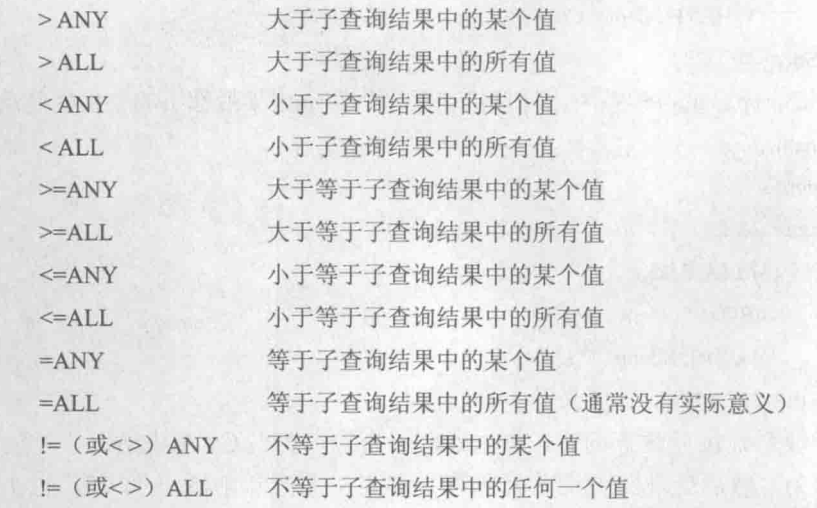 > ANY 大于子查询结果中的某个值
> ALL 大于子查询结果中的所有值
< ANY 小于子查询结果中的某个值
< ALL 小于子查询结果中的所有值
>=ANY 大于等于子查询结果中的某个值
>=ALL 大于等于子查询结果中的所有值
<=ANY 小于等于子查询结果中的某个值
<=ALL 小于等于子查询结果中的所有值
=ANY 等于子查询结果中的某个值
=ALL 等于子查询结果中的所有值（通常没有实际意义）
!=（或<>）ANY 不等于子查询结果中的某个值
!=（或<>）ALL 不等于子查询结果中的任何一个值